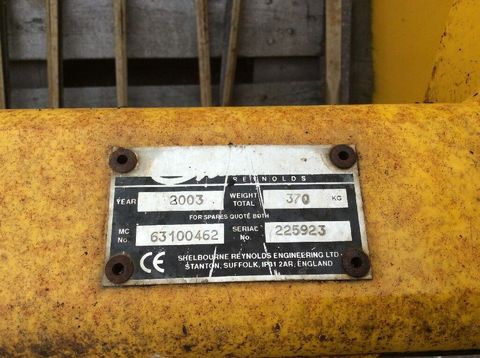 REYNOLDS
YEAR 2003 WEIGHT TOTAL 370 KG
FOR SPARES QUOTE BOTH
MC No. 63100462 SERIAL No. 225923
CE SHELBOURNE REYNOLDS ENGINEERING LTD
STANTON, SUFFOLK, IP31 2AR, ENGLAND